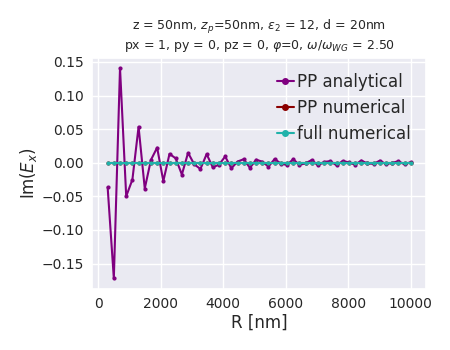 z = 50nm, z_p=50nm, ε_2 = 12, d = 20nm
px = 1, py = 0, pz = 0, φ=0, ω/ω_WG = 2.50
0.15
0.10
0.05
0.00
−0.05
−0.10
−0.15
Im(E_x)
PP analytical
PP numerical
full numerical
0 2000 4000 6000 8000 10000
R [nm]